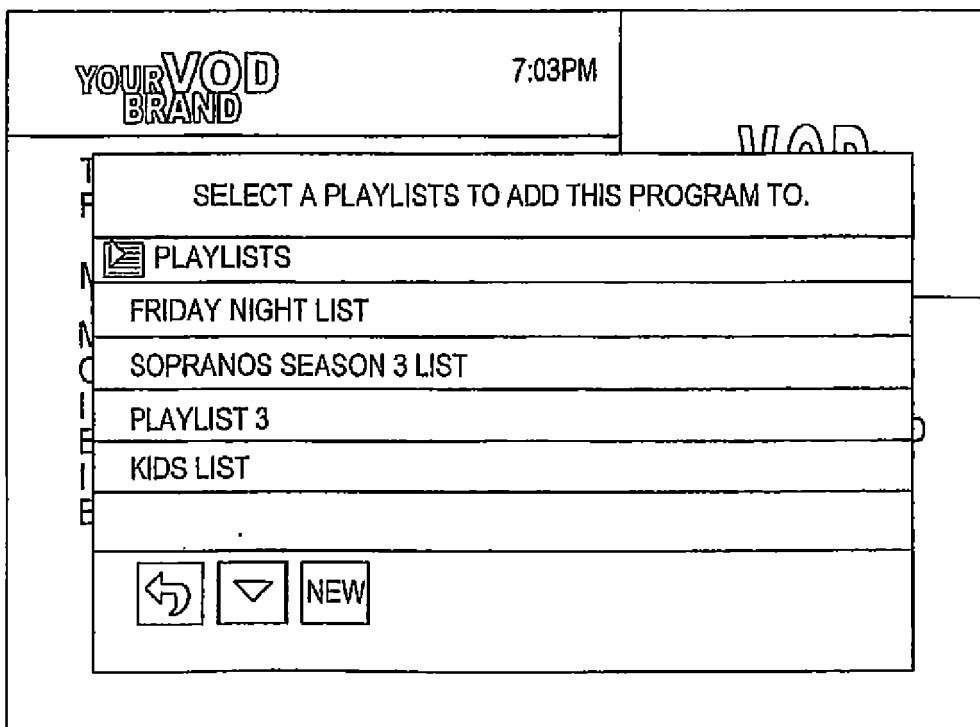 YOUR VOD
BRAND
7:03PM
VOD
SELECT A PLAYLISTS TO ADD THIS PROGRAM TO.
PLAYLISTS
FRIDAY NIGHT LIST
SOPRANOS SEASON 3 LIST
PLAYLIST 3
KIDS LIST
NEW